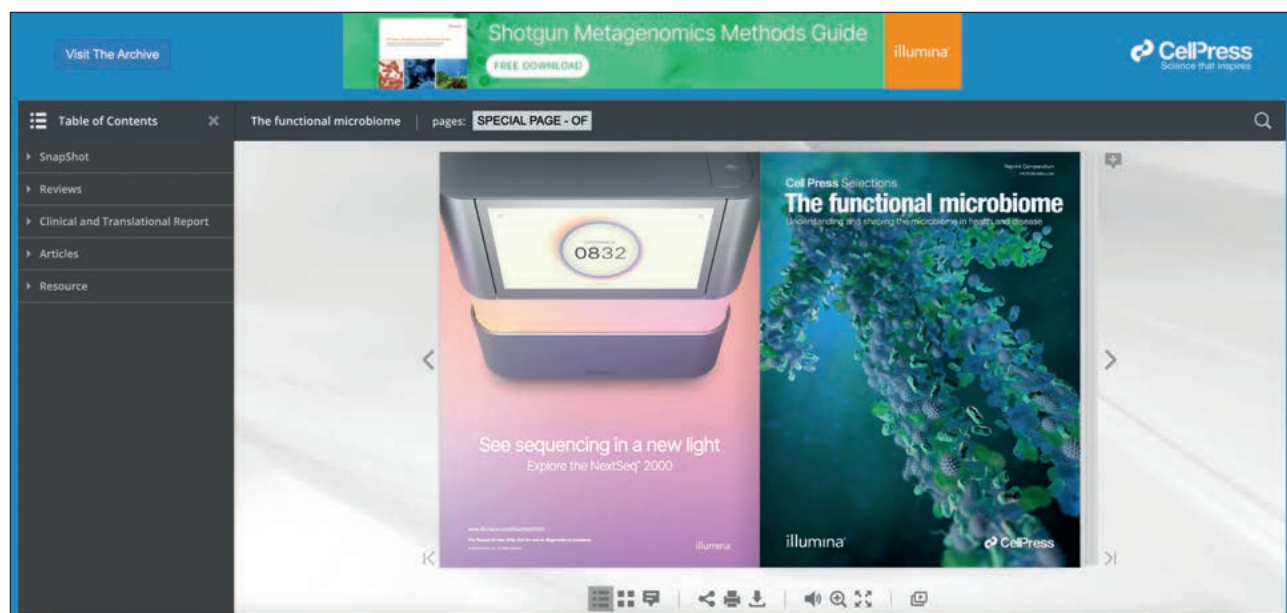 Visit The Archive
Shotgun Metagenomics Methods Guide
FREE DOWNLOAD
illumina
CellPress
Science that inspires
Table of Contents
The functional microbiome
pages: SPECIAL PAGE - OF
SnapShot
Reviews
Clinical and Translational Report
Articles
Resource
0832
See sequencing in a new light
Explore the NextSeq™ 2000
illumina
Reprint Compendium
Cell Press Selections
The functional microbiome
Understanding and shaping the microbiome in health and disease
illumina
CellPress